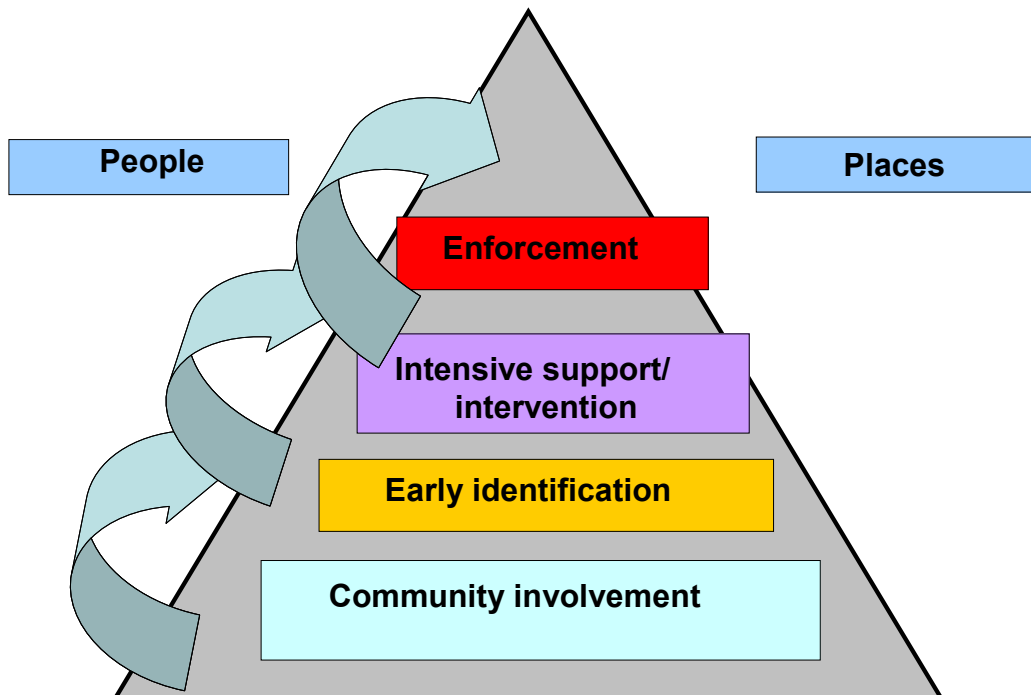 People
Places
Enforcement
Intensive support/
intervention
Early identification
Community involvement